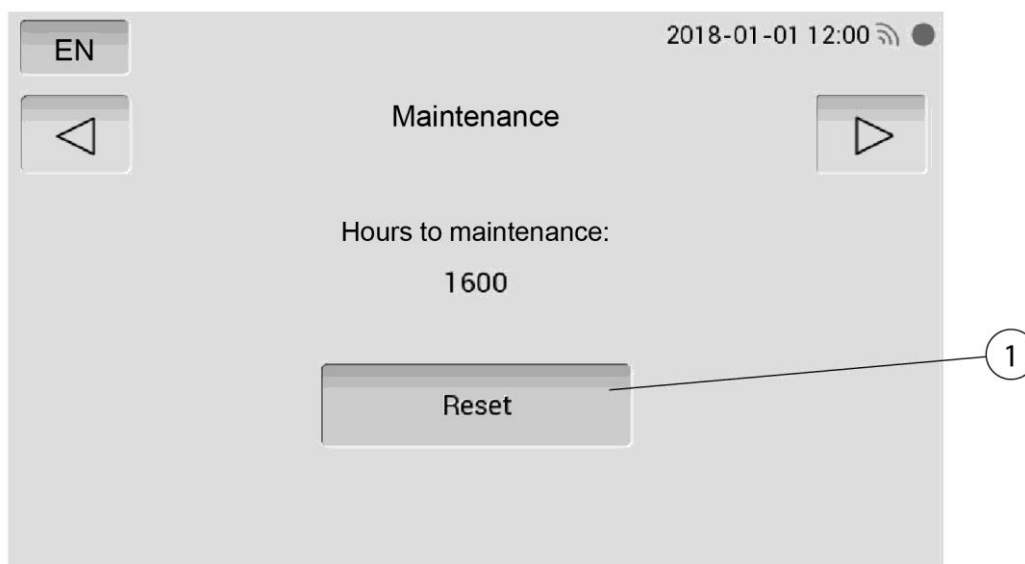 EN
2018-01-01 12:00
Maintenance
Hours to maintenance:
1600
1
Reset